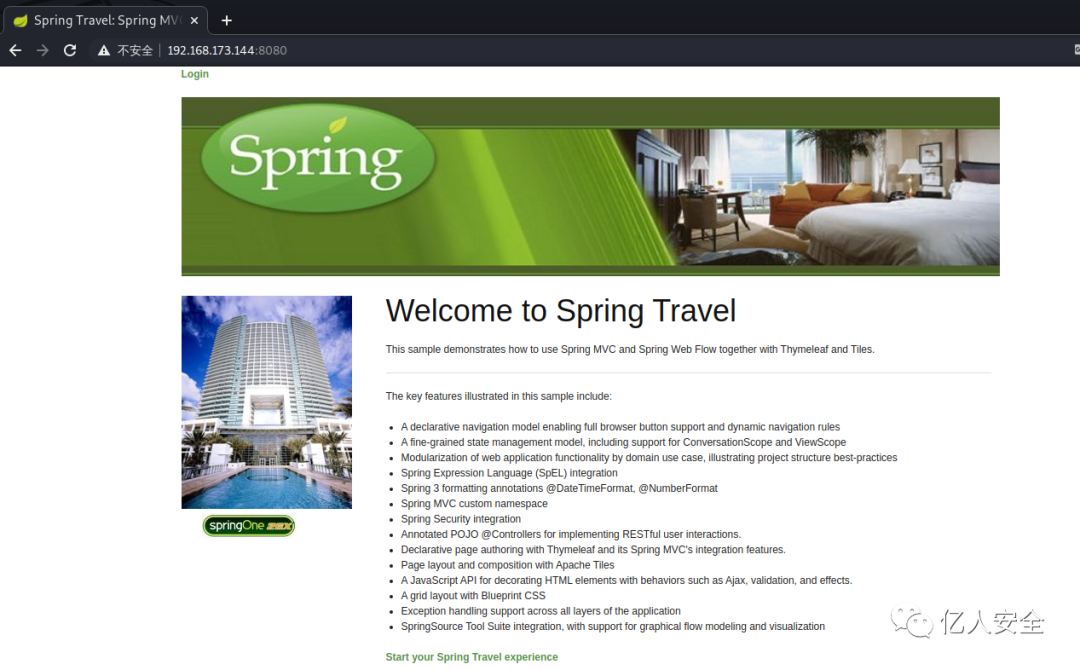 Spring Travel: Spring MV
不安全 192.168.173.144:8080
Login
Spring
Welcome to Spring Travel
This sample demonstrates how to use Spring MVC and Spring Web Flow together with Thymeleaf and Tiles.
The key features illustrated in this sample include:
A declarative navigation model enabling full browser button support and dynamic navigation rules
A fine-grained state management model, including support for ConversationScope and ViewScope
Modularization of web application functionality by domain use case, illustrating project structure best-practices
Spring Expression Language (SpEL) integration
Spring 3 formatting annotations @DateTimeFormat, @NumberFormat
Spring MVC custom namespace
Spring Security integration
springOne 2GX
Annotated POJO @Controllers for implementing RESTful user interactions.
Declarative page authoring with Thymeleaf and its Spring MVC's integration features.
Page layout and composition with Apache Tiles
A JavaScript API for decorating HTML elements with behaviors such as Ajax, validation, and effects.
A grid layout with Blueprint CSS
Exception handling support across all layers of the application
SpringSource Tool Suite integration, with support for graphical flow modeling and visualization
亿人安全
Start your Spring Travel experience